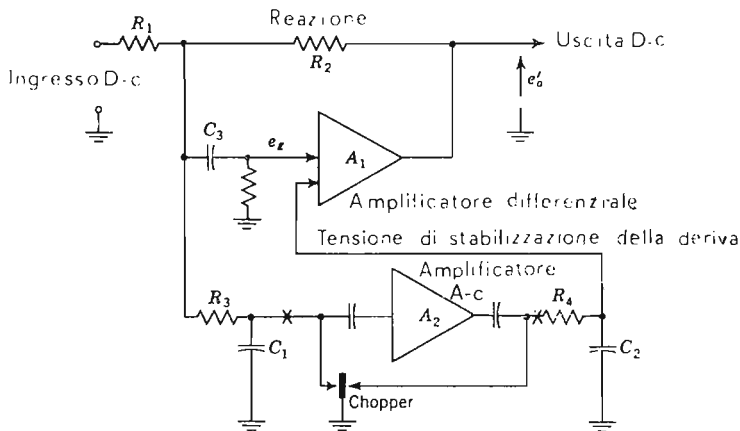 Reazione
R₁
R₂
Uscita D-c
Ingresso D-c
e′ₒ
C₃
e_g
A₁
Amplificatore differenziale
Tensione di stabilizzazione della deriva
Amplificatore
A-c
R₃
A₂
R₄
C₁
C₂
Chopper